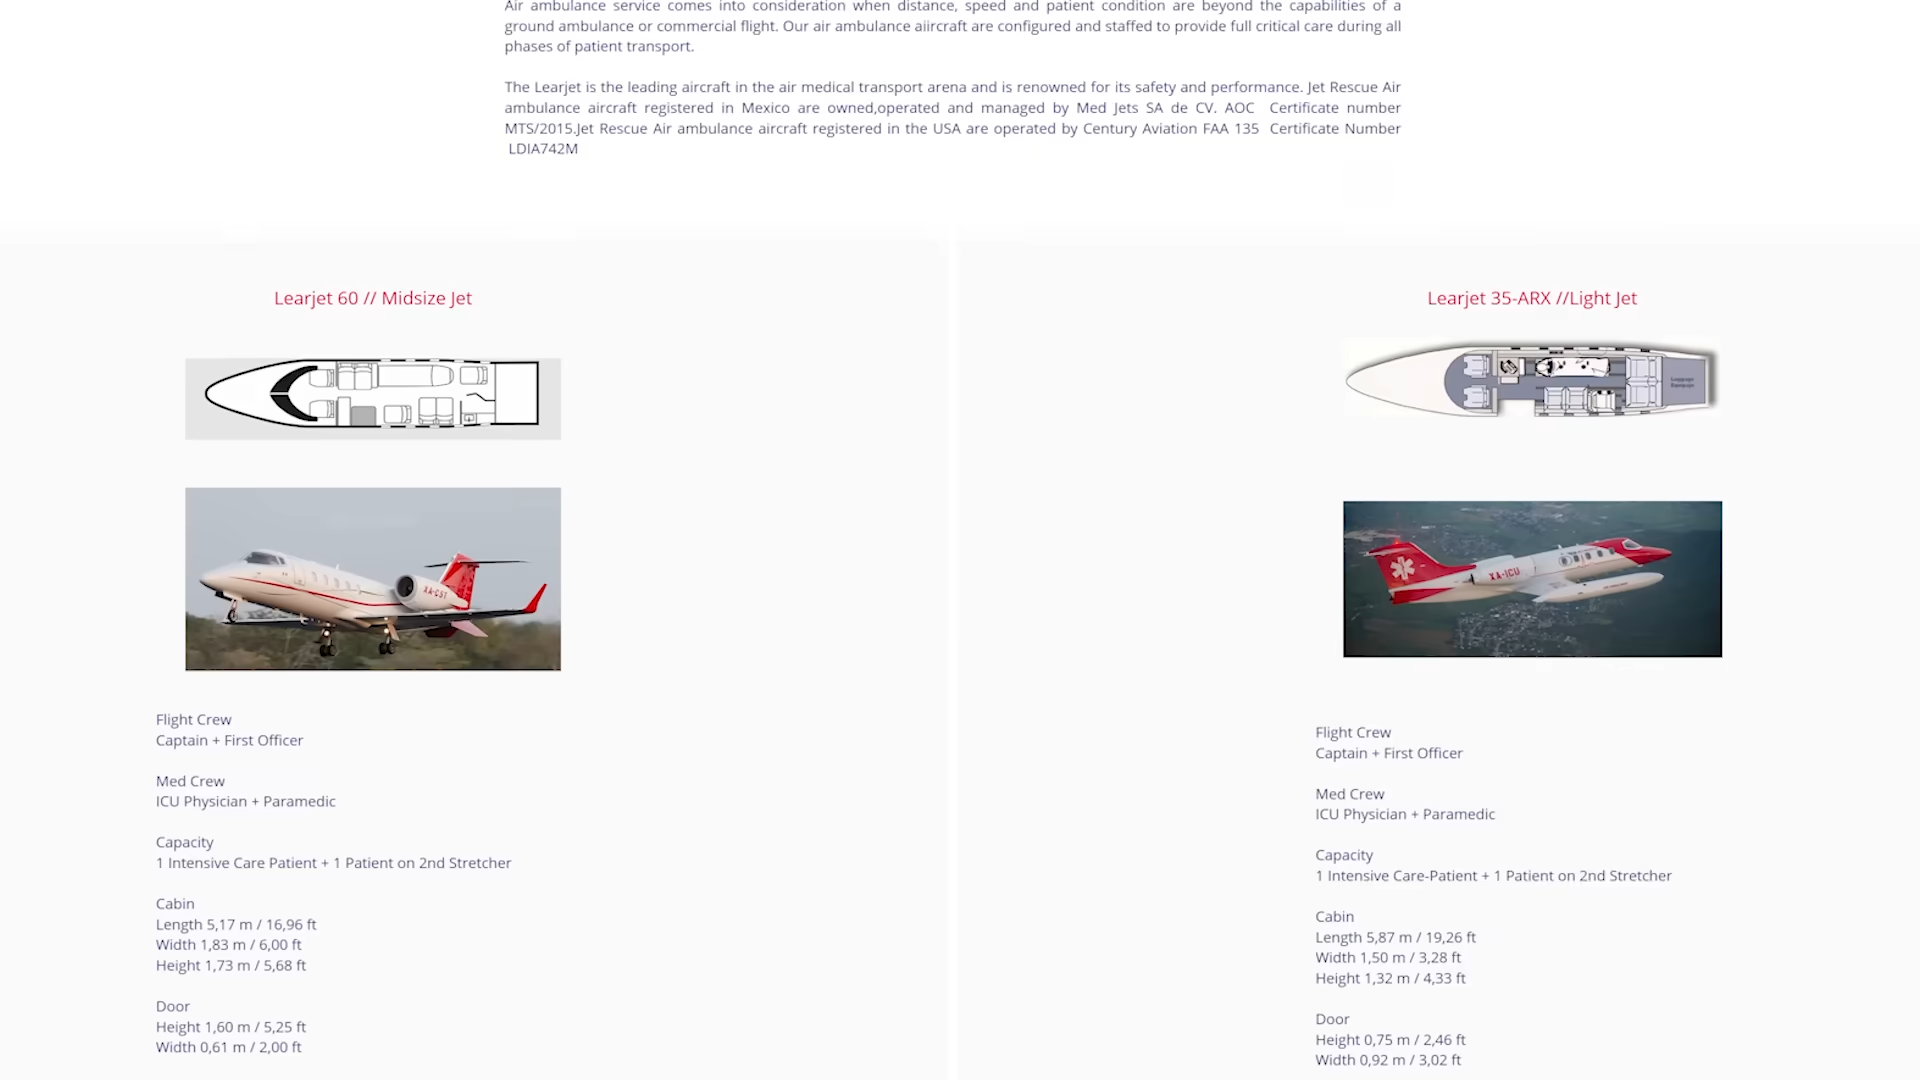 Air ambulance service comes into consideration when distance, speed and patient condition are beyond the capabilities of a
ground ambulance or commercial flight. Our air ambulance aiircraft are configured and staffed to provide full critical care during all
phases of patient transport.
The Learjet is the leading aircraft in the air medical transport arena and is renowned for its safety and performance. Jet Rescue Air
ambulance aircraft registered in Mexico are owned,operated and managed by Med Jets SA de CV. AOC Certificate number
MTS/2015.Jet Rescue Air ambulance aircraft registered in the USA are operated by Century Aviation FAA 135 Certificate Number
LDIA742M
Learjet 60 // Midsize Jet
XA-CST
Flight Crew
Captain + First Officer
Med Crew
ICU Physician + Paramedic
Capacity
1 Intensive Care Patient + 1 Patient on 2nd Stretcher
Cabin
Length 5,17 m / 16,96 ft
Width 1,83 m / 6,00 ft
Height 1,73 m / 5,68 ft
Door
Height 1,60 m / 5,25 ft
Width 0,61 m / 2,00 ft
Learjet 35-ARX //Light Jet
XA-ICU
Flight Crew
Captain + First Officer
Med Crew
ICU Physician + Paramedic
Capacity
1 Intensive Care-Patient + 1 Patient on 2nd Stretcher
Cabin
Length 5,87 m / 19,26 ft
Width 1,50 m / 3,28 ft
Height 1,32 m / 4,33 ft
Door
Height 0,75 m / 2,46 ft
Width 0,92 m / 3,02 ft